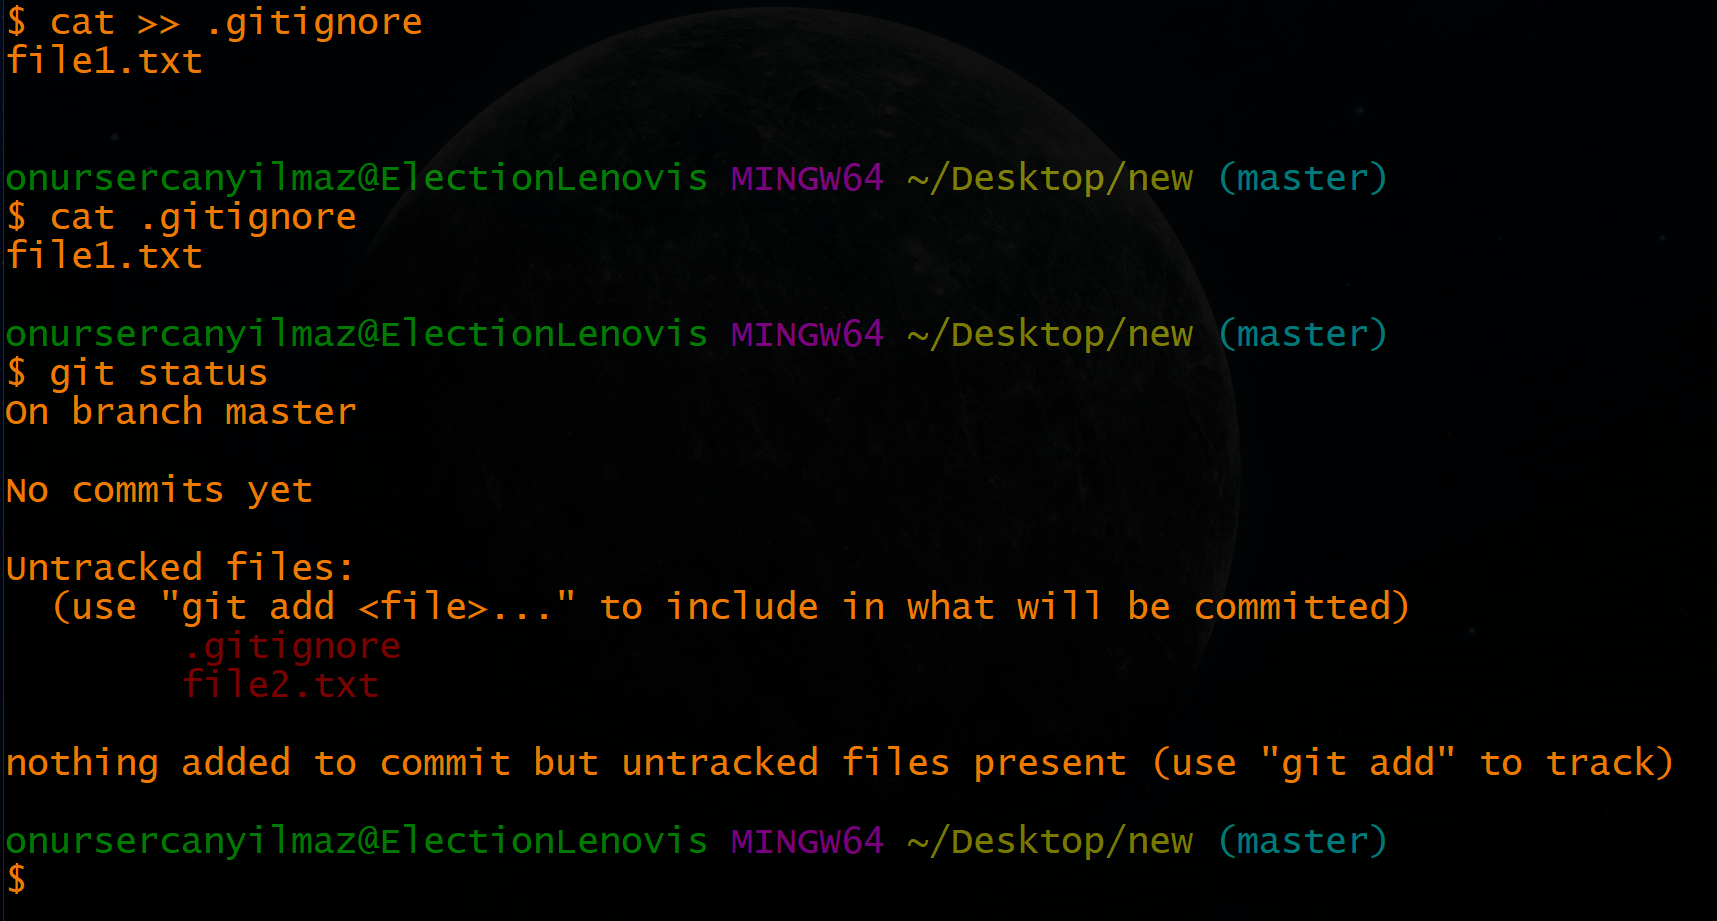 $ cat >> .gitignore
file1.txt
onursercanyilmaz@ElectionLenovis MINGW64 ~/Desktop/new (master)
$ cat .gitignore
file1.txt
onursercanyilmaz@ElectionLenovis MINGW64 ~/Desktop/new (master)
$ git status
On branch master
No commits yet
Untracked files:
  (use "git add <file>..." to include in what will be committed)
        .gitignore
        file2.txt
nothing added to commit but untracked files present (use "git add" to track)
onursercanyilmaz@ElectionLenovis MINGW64 ~/Desktop/new (master)
$